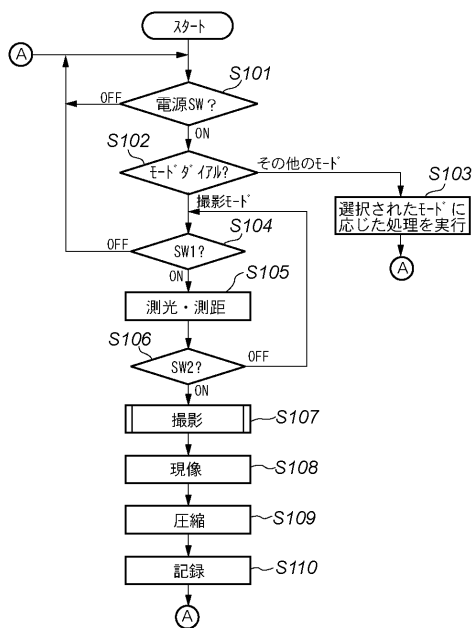 スタート
A
S101
電源SW？
OFF
ON
S102
ﾓｰﾄﾞﾀﾞｲｱﾙ?
その他のﾓｰﾄﾞ
S103
選択されたﾓｰﾄﾞに
応じた処理を実行
A
撮影ﾓｰﾄﾞ
S104
SW1?
OFF
ON
S105
測光・測距
S106
SW2?
OFF
ON
撮影
S107
現像
S108
圧縮
S109
記録
S110
A